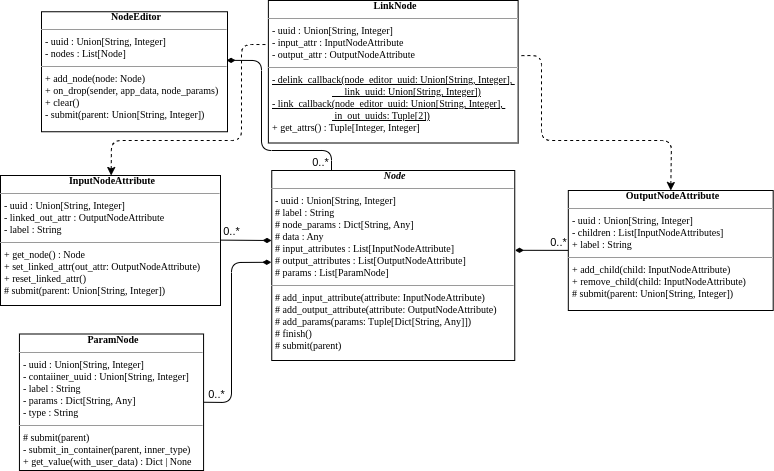 NodeEditor
- uuid : Union[String, Integer]
- nodes : List[Node]
+ add_node(node: Node)
+ on_drop(sender, app_data, node_params)
+ clear()
- submit(parent: Union[String, Integer])
LinkNode
- uuid : Union[String, Integer]
- input_attr : InputNodeAttribute
- output_attr : OutputNodeAttribute
- delink_callback(node_editor_uuid: Union[String, Integer],
link_uuid: Union[String, Integer])
- link_callback(node_editor_uuid: Union[String, Integer],
in_out_uuids: Tuple[2])
+ get_attrs() : Tuple[Integer, Integer]
0..*
InputNodeAttribute
- uuid : Union[String, Integer]
- linked_out_attr : OutputNodeAttribute
- label : String
+ get_node() : Node
+ set_linked_attr(out_attr: OutputNodeAttribute)
+ reset_linked_attr()
# submit(parent: Union[String, Integer])
0..*
Node
- uuid : Union[String, Integer]
# label : String
# node_params : Dict[String, Any]
# data : Any
# input_attributes : List[InputNodeAttribute]
# output_attributes : List[OutputNodeAttribute]
# params : List[ParamNode]
# add_input_attribute(attribute: InputNodeAttribute)
# add_output_attribute(attribute: OutputNodeAttribute)
# add_params(params: Tuple[Dict[String, Any]])
# finish()
# submit(parent)
0..*
OutputNodeAttribute
- uuid : Union[String, Integer]
- children : List[InputNodeAttributes]
+ label : String
+ add_child(child: InputNodeAttribute)
+ remove_child(child: InputNodeAttribute)
# submit(parent: Union[String, Integer])
ParamNode
- uuid : Union[String, Integer]
- contaiiner_uuid : Union[String, Integer]
- label : String
- params : Dict[String, Any]
- type : String
# submit(parent)
- submit_in_container(parent, inner_type)
+ get_value(with_user_data) : Dict | None
0..*